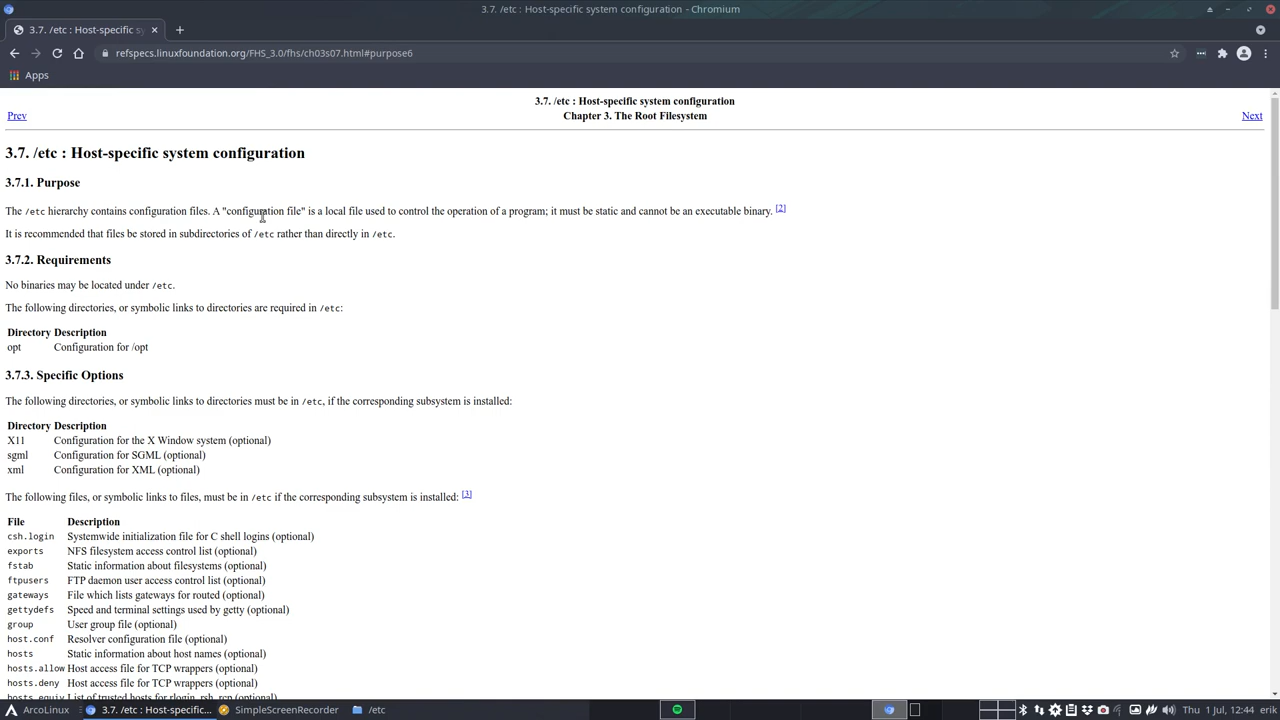 3.7. /etc : Host-specific system configuration - Chromium
3.7. /etc : Host-specific sy
refspecs.linuxfoundation.org/FHS_3.0/fhs/ch03s07.html#purpose6
Apps
3.7. /etc : Host-specific system configuration
Prev
Chapter 3. The Root Filesystem
Next
3.7. /etc : Host-specific system configuration
3.7.1. Purpose
The /etc hierarchy contains configuration files. A "configuration file" is a local file used to control the operation of a program; it must be static and cannot be an executable binary. [2]
It is recommended that files be stored in subdirectories of /etc rather than directly in /etc.
3.7.2. Requirements
No binaries may be located under /etc.
The following directories, or symbolic links to directories are required in /etc:
Directory Description
opt Configuration for /opt
3.7.3. Specific Options
The following directories, or symbolic links to directories must be in /etc, if the corresponding subsystem is installed:
Directory Description
X11 Configuration for the X Window system (optional)
sgml Configuration for SGML (optional)
xml Configuration for XML (optional)
The following files, or symbolic links to files, must be in /etc if the corresponding subsystem is installed: [3]
File Description
csh.login Systemwide initialization file for C shell logins (optional)
exports NFS filesystem access control list (optional)
fstab Static information about filesystems (optional)
ftpusers FTP daemon user access control list (optional)
gateways File which lists gateways for routed (optional)
gettydefs Speed and terminal settings used by getty (optional)
group User group file (optional)
host.conf Resolver configuration file (optional)
hosts Static information about host names (optional)
hosts.allow Host access file for TCP wrappers (optional)
hosts.deny Host access file for TCP wrappers (optional)
hosts.equiv List of trusted hosts for rlogin, rsh, rcp (optional)
ArcoLinux 3.7. /etc : Host-specific... SimpleScreenRecorder /etc Thu 1 Jul, 12:44 erik